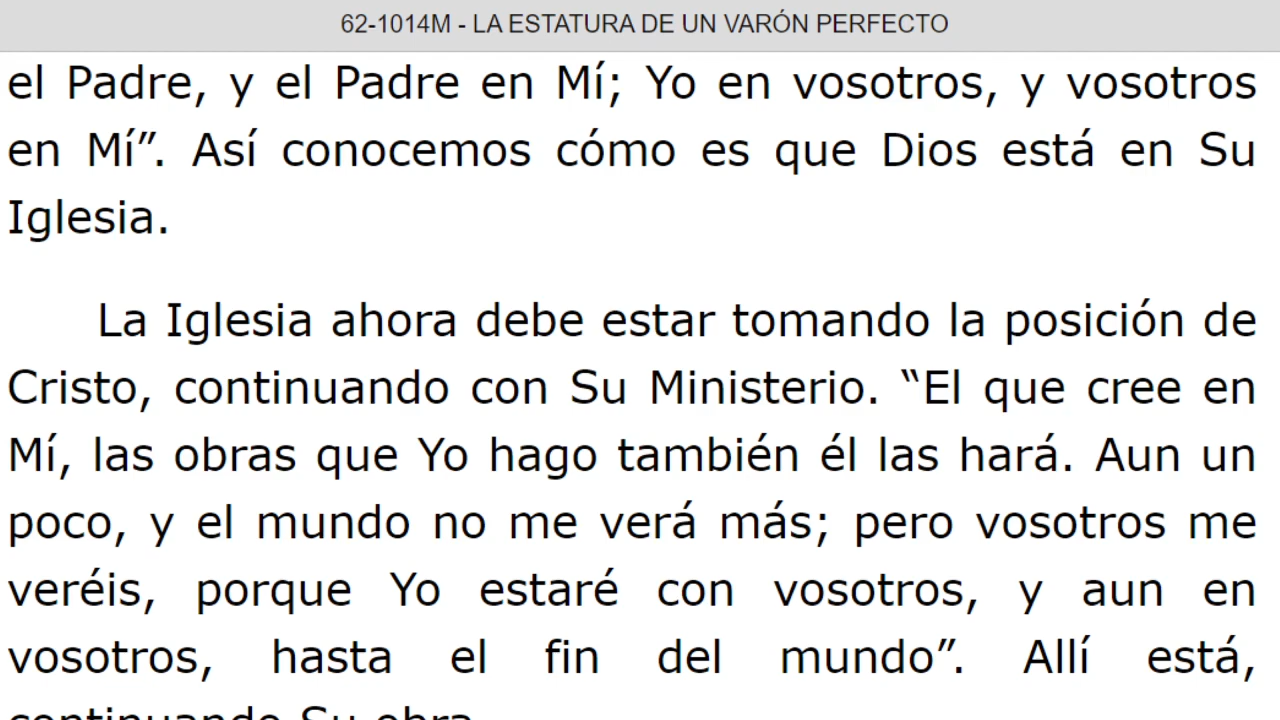 62-1014M - LA ESTATURA DE UN VARÓN PERFECTO
el Padre, y el Padre en Mí; Yo en vosotros, y vosotros
en Mí”. Así conocemos cómo es que Dios está en Su
Iglesia.
La Iglesia ahora debe estar tomando la posición de
Cristo, continuando con Su Ministerio. “El que cree en
Mí, las obras que Yo hago también él las hará. Aun un
poco, y el mundo no me verá más; pero vosotros me
veréis, porque Yo estaré con vosotros, y aun en
vosotros, hasta el fin del mundo”. Allí está,
continuando Su obra